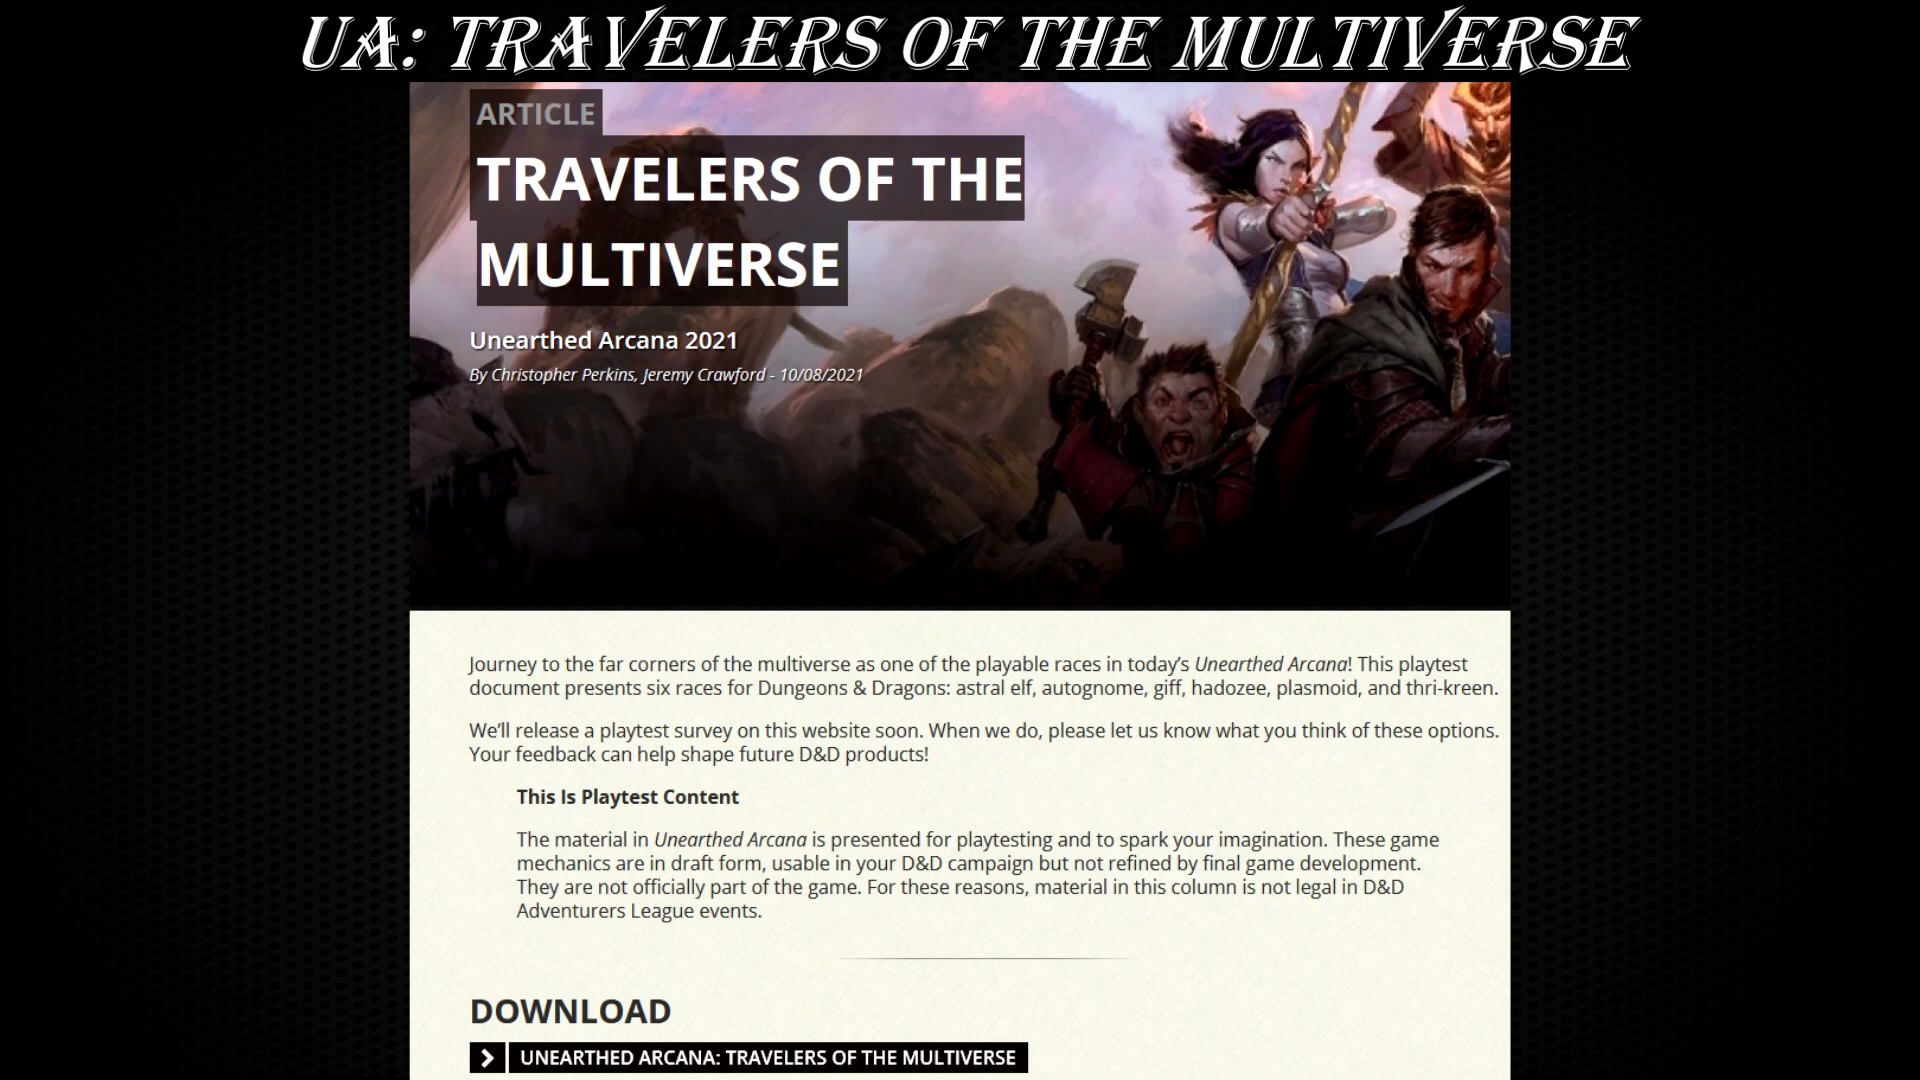 UA: TRAVELERS OF THE MULTIVERSE
ARTICLE
TRAVELERS OF THE
MULTIVERSE
Unearthed Arcana 2021
By Christopher Perkins, Jeremy Crawford - 10/08/2021
Journey to the far corners of the multiverse as one of the playable races in today’s Unearthed Arcana! This playtest
document presents six races for Dungeons & Dragons: astral elf, autognome, giff, hadozee, plasmoid, and thri-kreen.
We’ll release a playtest survey on this website soon. When we do, please let us know what you think of these options.
Your feedback can help shape future D&D products!
This Is Playtest Content
The material in Unearthed Arcana is presented for playtesting and to spark your imagination. These game
mechanics are in draft form, usable in your D&D campaign but not refined by final game development.
They are not officially part of the game. For these reasons, material in this column is not legal in D&D
Adventurers League events.
DOWNLOAD
UNEARTHED ARCANA: TRAVELERS OF THE MULTIVERSE